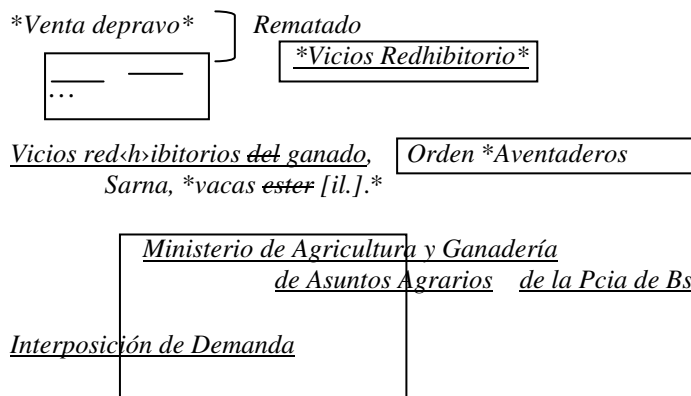 *Venta depravo* Rematado
*Vicios Redhibitorio*
…
Vicios red‹h›ibitorios del ganado, Orden *Aventaderos
Sarna, *vacas ester [il.].*
Ministerio de Agricultura y Ganadería
de Asuntos Agrarios de la Pcia de Bs
Interposición de Demanda